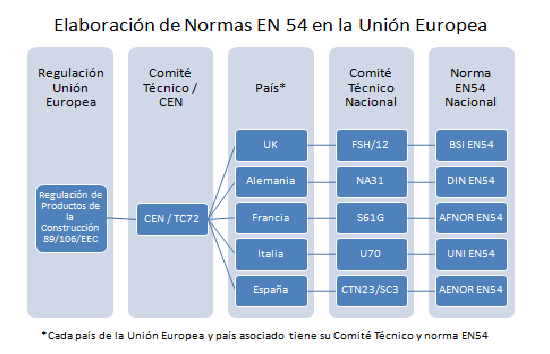 Elaboración de Normas EN 54 en la Unión Europea
Regulación
Unión
Europea
Comité
Técnico /
CEN
País*
Comité
Técnico
Nacional
Norma
EN54
Nacional
Regulación de
Productos de
la
Construcción
89/106/EEC
CEN / TC72
UK
FSH/12
BSI EN54
Alemania
NA31
DIN EN54
Francia
S61G
AFNOR EN54
Italia
U70
UNI EN54
España
CTN23/SC3
AENOR EN54
*Cada país de la Unión Europea y país asociado tiene su Comité Técnico y norma EN54